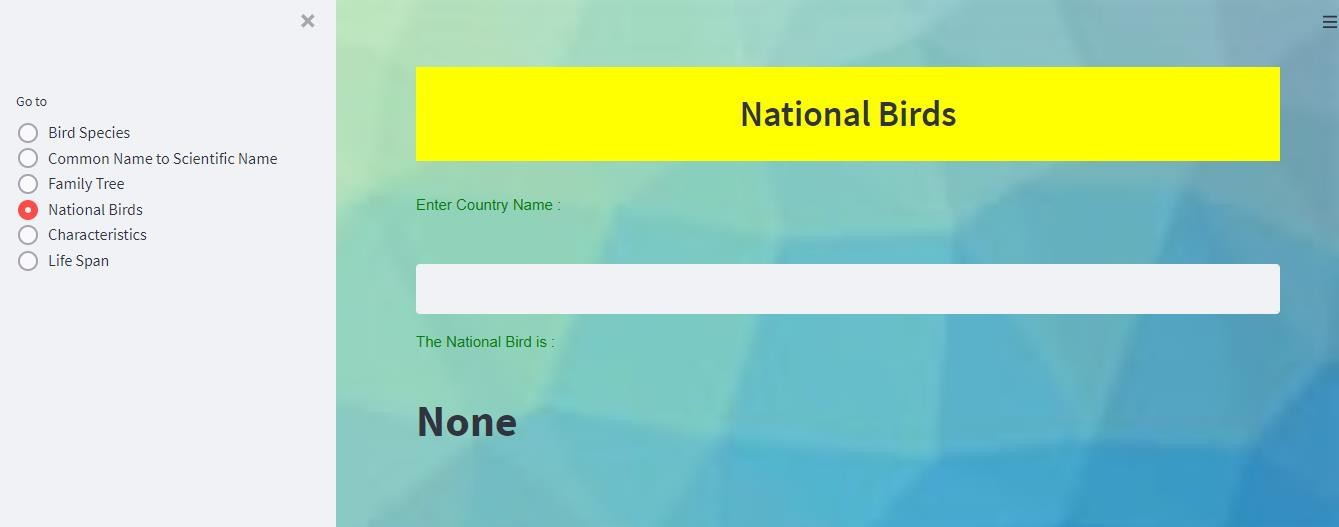 Go to
Bird Species
Common Name to Scientific Name
Family Tree
National Birds
Characteristics
Life Span
National Birds
Enter Country Name :
The National Bird is :
None